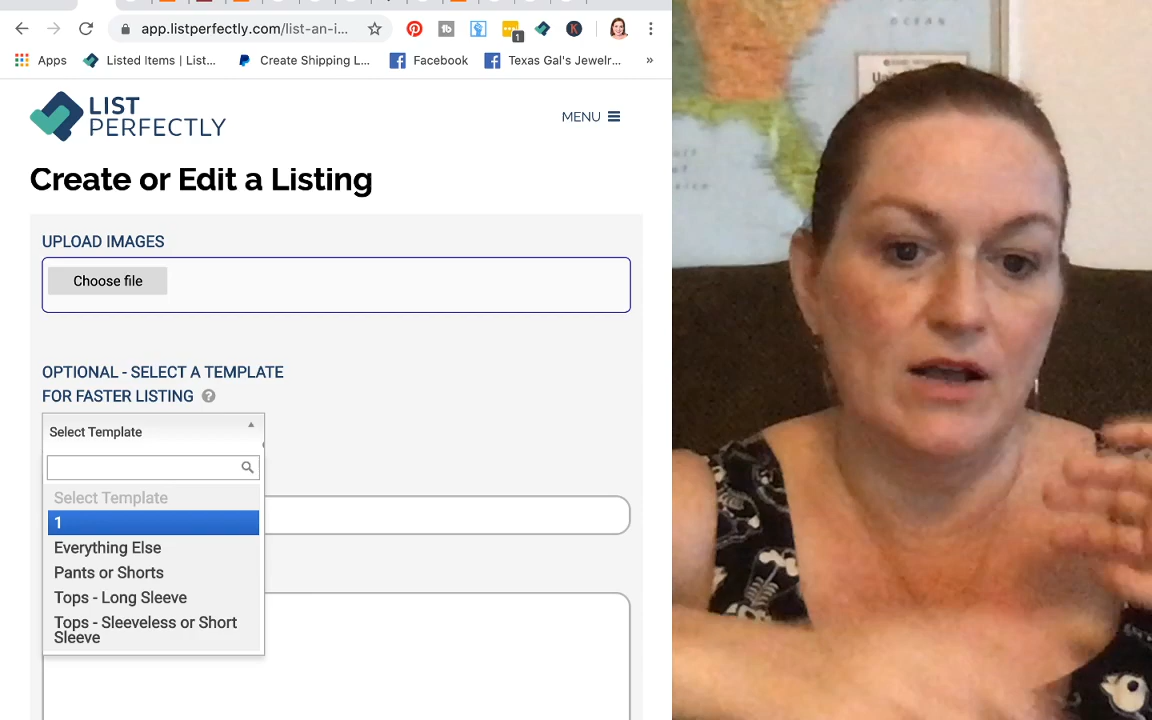 app.listperfectly.com/list-an-i...
1
K
Apps
Listed Items | List...
Create Shipping L...
Facebook
Texas Gal's Jewelr...
»
LIST
PERFECTLY
MENU
Create or Edit a Listing
UPLOAD IMAGES
Choose file
OPTIONAL - SELECT A TEMPLATE
FOR FASTER LISTING ?
Select Template
Select Template
1
Everything Else
Pants or Shorts
Tops - Long Sleeve
Tops - Sleeveless or Short
Sleeve
OCEAN